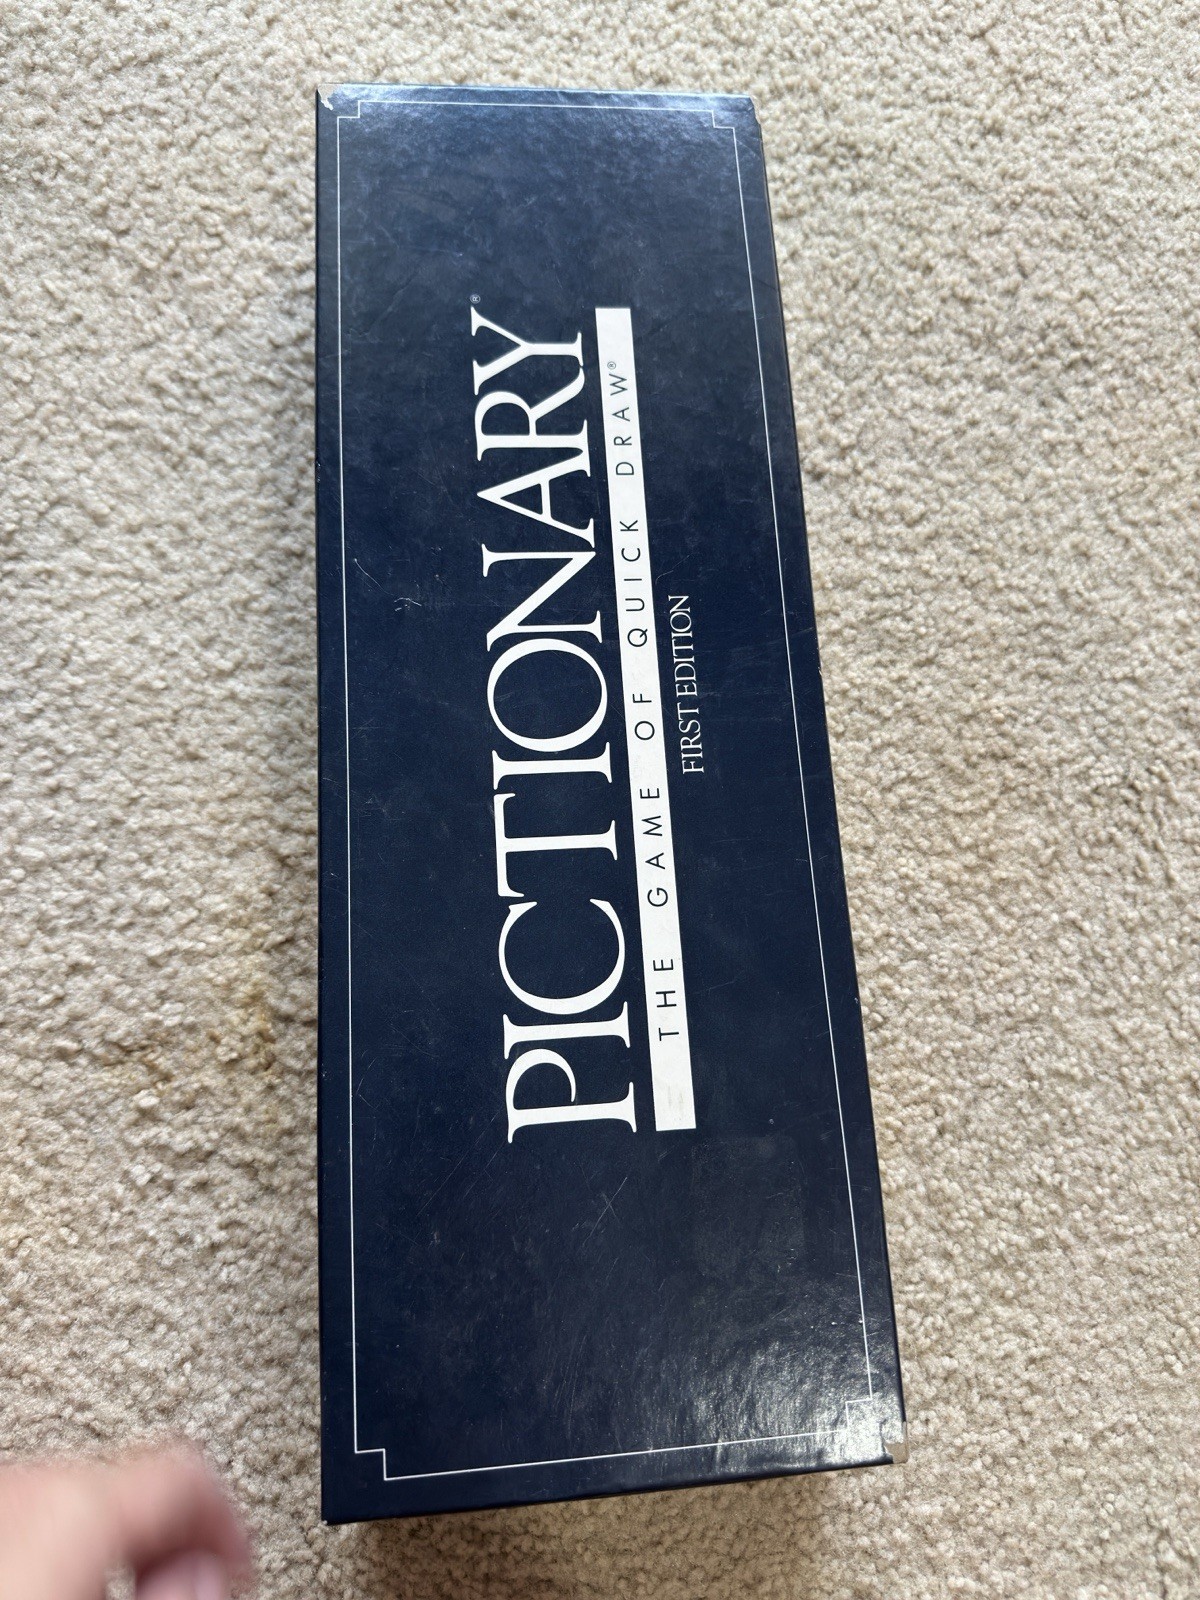 PICTIONARY®
THE GAME OF QUICK DRAW®
FIRST EDITION